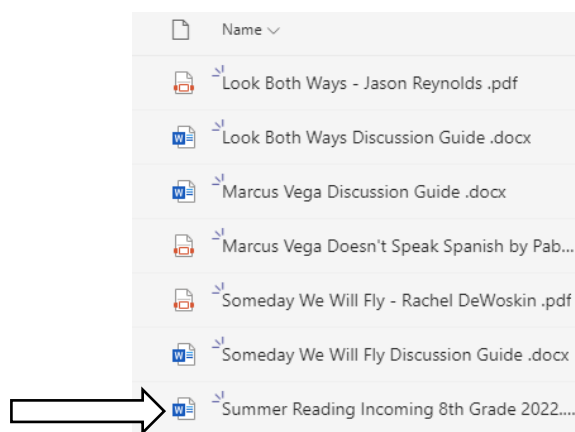 Name
Look Both Ways - Jason Reynolds .pdf
Look Both Ways Discussion Guide .docx
Marcus Vega Discussion Guide .docx
Marcus Vega Doesn't Speak Spanish by Pab...
Someday We Will Fly - Rachel DeWoskin .pdf
Someday We Will Fly Discussion Guide .docx
Summer Reading Incoming 8th Grade 2022....